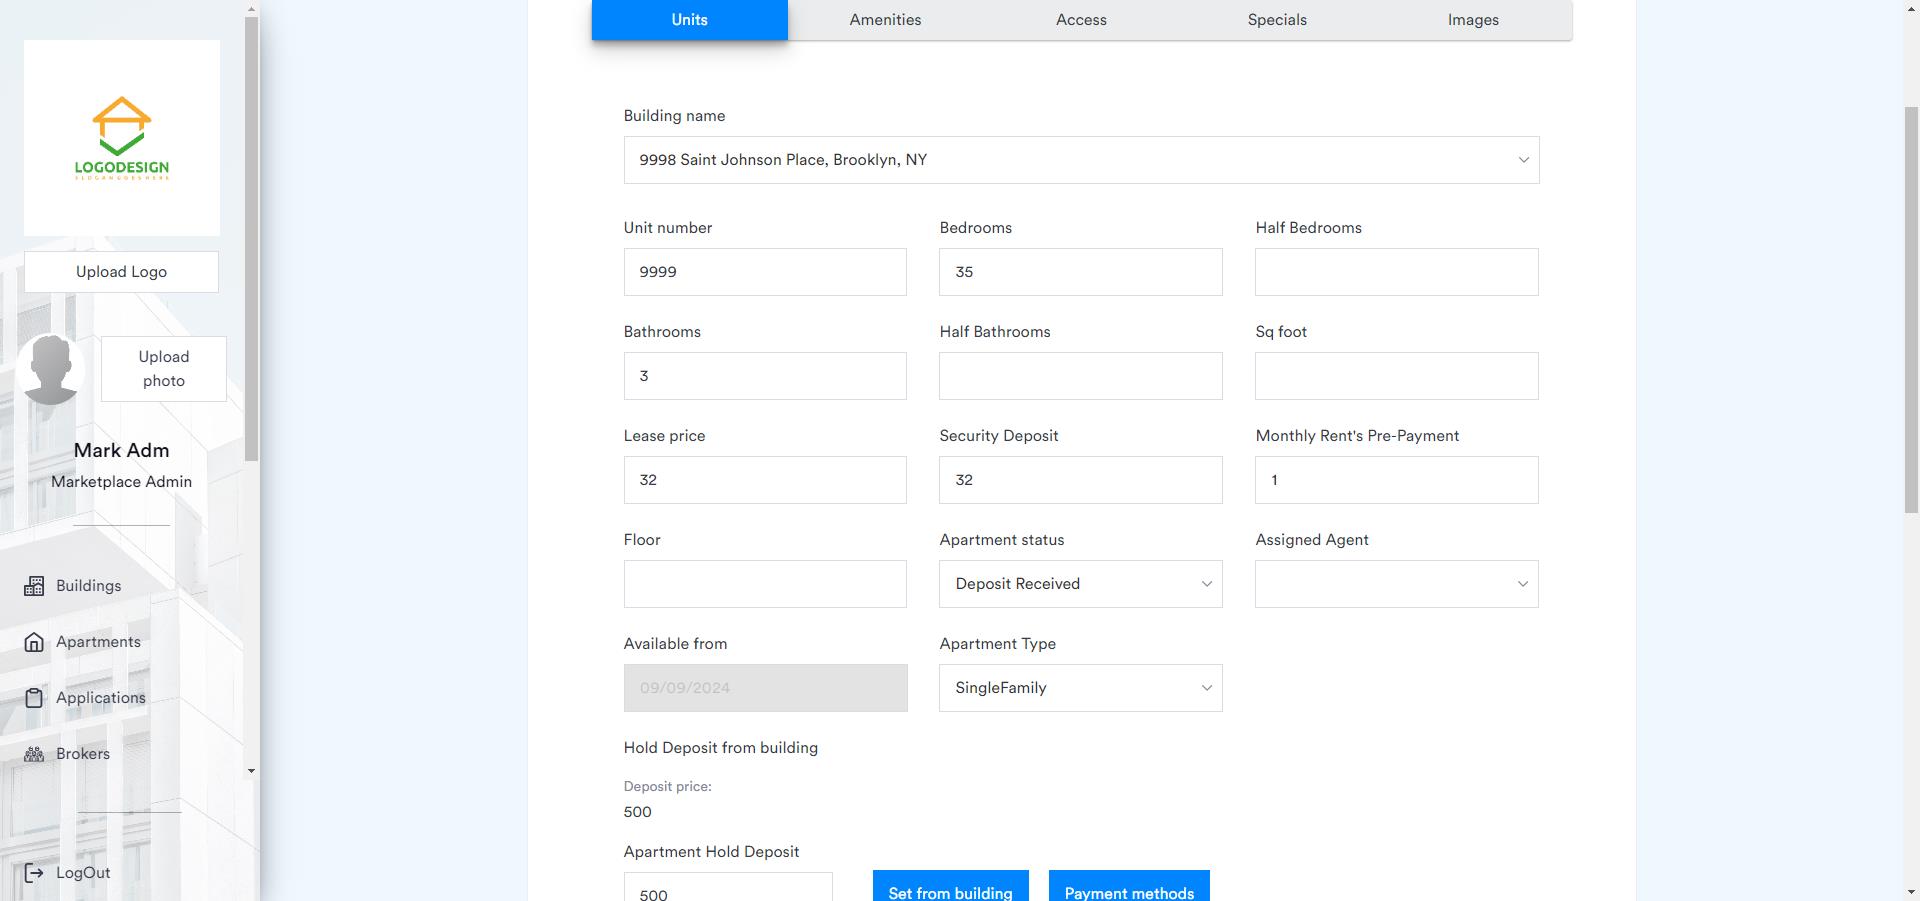 Units
Amenities
Access
Specials
Images
LOGODESIGN
Upload Logo
Upload
photo
Mark Adm
Marketplace Admin
Buildings
Apartments
Applications
Brokers
LogOut
Building name
9998 Saint Johnson Place, Brooklyn, NY
Unit number
Bedrooms
Half Bedrooms
9999
35
Bathrooms
Half Bathrooms
Sq foot
3
Lease price
Security Deposit
Monthly Rent's Pre-Payment
32
32
1
Floor
Apartment status
Assigned Agent
Deposit Received
Available from
Apartment Type
09/09/2024
SingleFamily
Hold Deposit from building
Deposit price:
500
Apartment Hold Deposit
500
Set from building
Payment methods